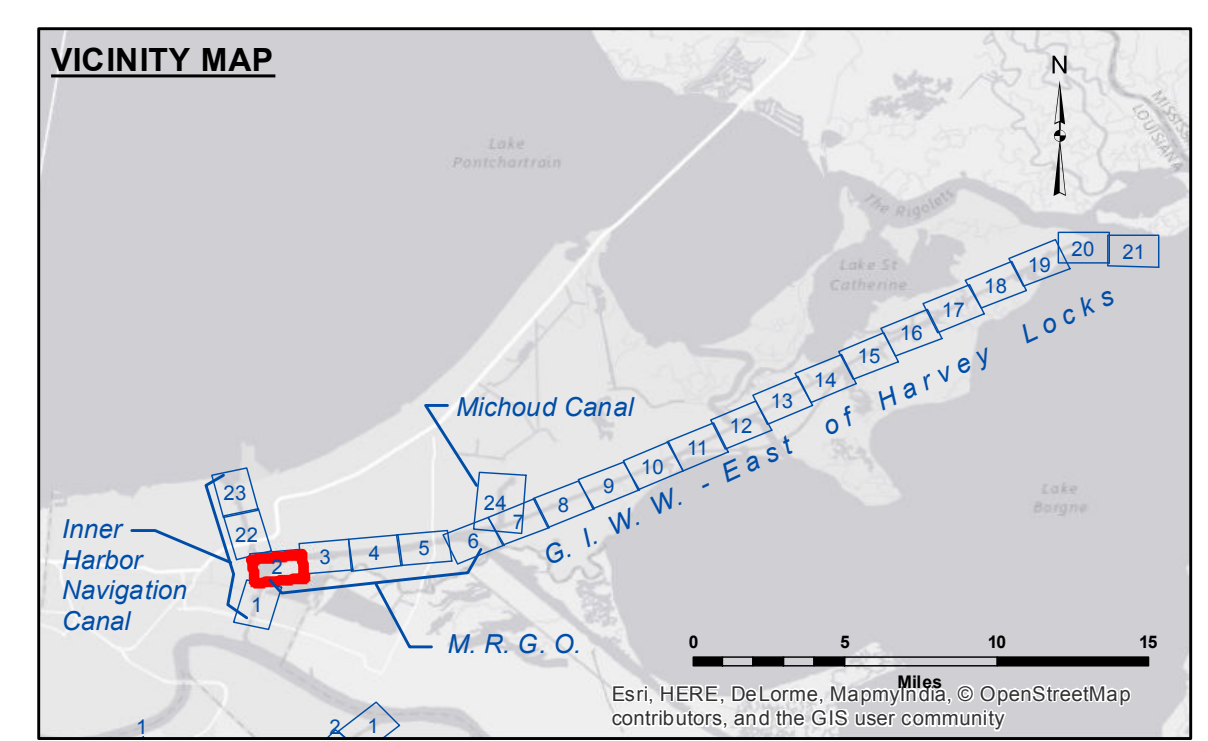 VICINITY MAP
N
MISSISS
LOUISIANA
Lake
Pontchartrain
The Rigolets
Lake St
Catherine
20
21
19
18
17
16
15
14
13
12
11
10
9
8
7
24
6
5
4
3
2
1
22
23
Michoud Canal
G. I. W. W. - East of Harvey Locks
Lake
Borgne
Inner
Harbor
Navigation
Canal
M. R. G. O.
0 5 10 15
Miles
Esri, HERE, DeLorme, MapmyIndia, © OpenStreetMap
contributors, and the GIS user community
1
2
1